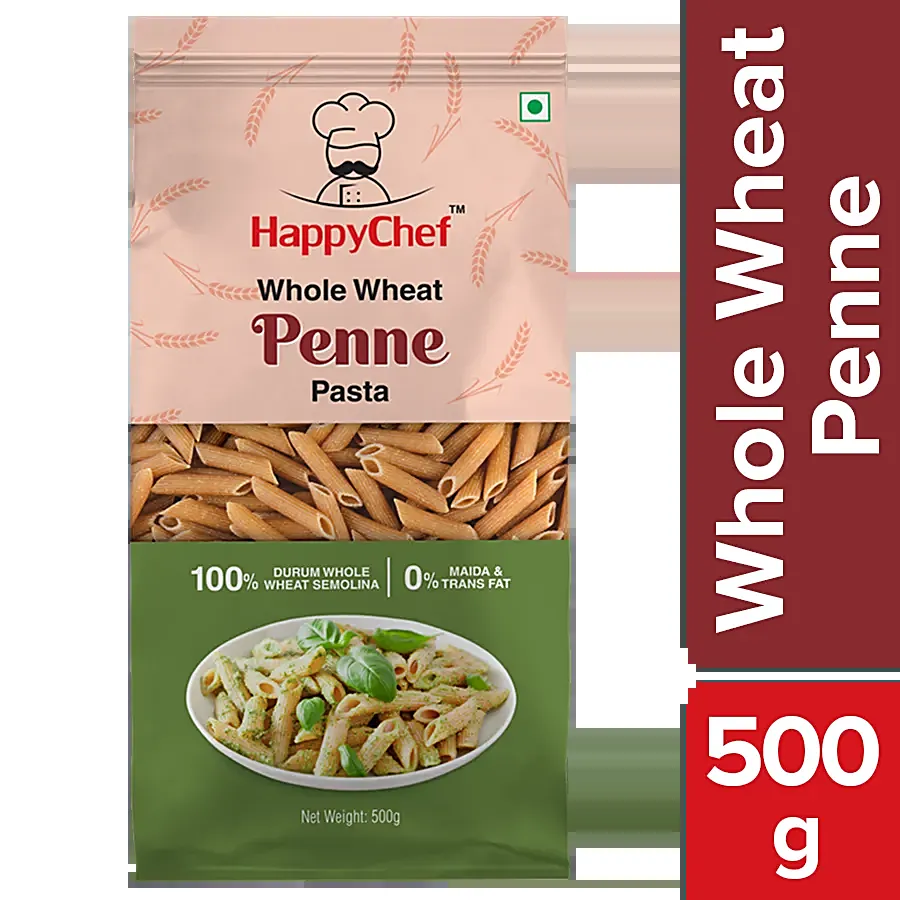 HappyChef™
Whole Wheat
Penne
Pasta
100% DURUM WHOLE
WHEAT SEMOLINA
0% MAIDA &
TRANS FAT
Net Weight: 500g
Whole Wheat
Penne
500
g